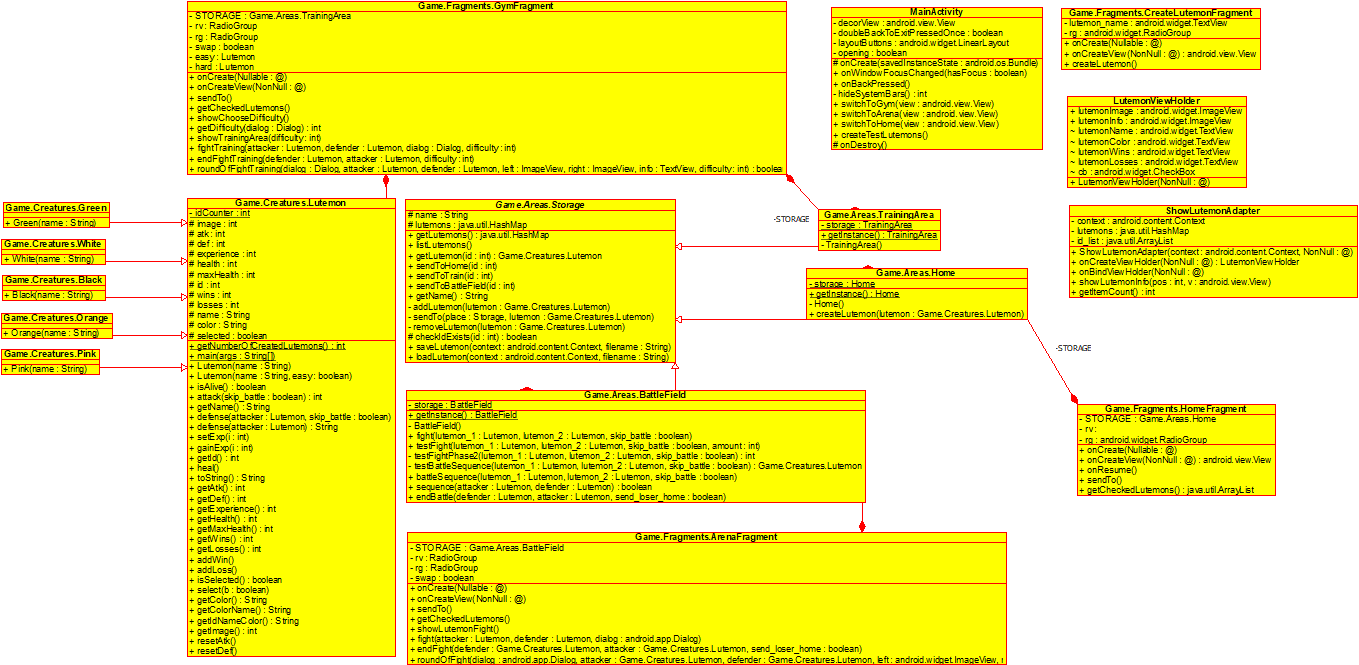 Game.Fragments.GymFragment
- STORAGE : Game.Areas.TrainingArea
- rv : RadioGroup
- rg : RadioGroup
- swap : boolean
- easy : Lutemon
- hard : Lutemon
+ onCreate(Nullable : @)
+ onCreateView(NonNull : @)
+ sendTo()
+ getCheckedLutemons()
+ showChooseDifficulty()
+ getDifficulty(dialog : Dialog) : int
+ showTrainingArea(difficulty: int)
+ fightTraining(attacker : Lutemon, defender : Lutemon, dialog : Dialog, difficulty: int)
+ endFightTraining(defender : Lutemon, attacker : Lutemon, difficulty: int)
+ roundOfFightTraining(dialog : Dialog, attacker : Lutemon, defender : Lutemon, left : ImageView, right : ImageView, info : TextView, difficulty: int) : boolea
MainActivity
- decorView : android.view.View
- doubleBackToExitPressedOnce : boolean
- layoutButtons : android.widget.LinearLayout
- opening : boolean
# onCreate(savedInstanceState : android.os.Bundle)
+ onWindowFocusChanged(hasFocus : boolean)
+ onBackPressed()
- hideSystemBars() : int
+ switchToGym(view : android.view.View)
+ switchToArena(view : android.view.View)
+ switchToHome(view : android.view.View)
+ createTestLutemons()
# onDestroy()
Game.Fragments.CreateLutemonFragment
- lutemon_name : android.widget.TextView
- rg : android.widget.RadioGroup
+ onCreate(Nullable : @)
+ onCreateView(NonNull : @) : android.view.View
+ createLutemon()
LutemonViewHolder
+ lutemonImage : android.widget.ImageView
+ lutemonInfo : android.widget.ImageView
~ lutemonName : android.widget.TextView
~ lutemonColor : android.widget.TextView
~ lutemonWins : android.widget.TextView
~ lutemonLosses : android.widget.TextView
~ cb : android.widget.CheckBox
+ LutemonViewHolder(NonNull : @)
ShowLutemonAdapter
- context : android.content.Context
- lutemons : java.util.HashMap
- id_list : java.util.ArrayList
+ ShowLutemonAdapter(context : android.content.Context, NonNull : @)
+ onCreateViewHolder(NonNull : @) : LutemonViewHolder
+ onBindViewHolder(NonNull : @)
+ showLutemonInfo(pos : int, v : android.view.View)
+ getItemCount() : int
Game.Creatures.Green
+ Green(name : String)
Game.Creatures.White
+ White(name : String)
Game.Creatures.Black
+ Black(name : String)
Game.Creatures.Orange
+ Orange(name : String)
Game.Creatures.Pink
+ Pink(name : String)
Game.Creatures.Lutemon
- idCounter : int
# image : int
# atk : int
# def : int
# experience : int
# health : int
# maxHealth : int
# id : int
# wins : int
# losses : int
# name : String
# color : String
# selected : boolean
+ getNumberOfCreatedLutemons() : int
+ main(args : String[])
+ Lutemon(name : String)
+ Lutemon(name : String, easy: boolean)
+ isAlive() : boolean
+ attack(skip_battle : boolean) : int
+ getName() : String
+ defense(attacker : Lutemon, skip_battle : boolean)
+ defense(attacker : Lutemon) : String
+ setExp(i : int)
+ gainExp(i : int)
+ getId() : int
+ heal()
+ toString() : String
+ getAtk() : int
+ getDef() : int
+ getExperience() : int
+ getHealth() : int
+ getMaxHealth() : int
+ getWins() : int
+ getLosses() : int
+ addWin()
+ addLoss()
+ isSelected() : boolean
+ select(b : boolean)
+ getColor() : String
+ getColorName() : String
+ getIdNameColor() : String
+ getImage() : int
+ resetAtk()
+ resetDef()
Game.Areas.Storage
# name : String
# lutemons : java.util.HashMap
+ getLutemons() : java.util.HashMap
+ listLutemons()
+ getLutemon(id : int) : Game.Creatures.Lutemon
+ sendToHome(id : int)
+ sendToTrain(id : int)
+ sendToBattleField(id : int)
+ getName() : String
- addLutemon(lutemon : Game.Creatures.Lutemon)
- sendTo(place : Storage, lutemon : Game.Creatures.Lutemon)
- removeLutemon(lutemon : Game.Creatures.Lutemon)
# checkIdExists(id : int) : boolean
+ saveLutemon(context : android.content.Context, filename : String)
+ loadLutemon(context : android.content.Context, filename : String)
-STORAGE
Game.Areas.TrainingArea
- storage : TrainingArea
+ getInstance() : TrainingArea
- TrainingArea()
Game.Areas.Home
- storage : Home
+ getInstance() : Home
- Home()
+ createLutemon(lutemon : Game.Creatures.Lutemon)
-STORAGE
Game.Areas.BattleField
- storage : BattleField
+ getInstance() : BattleField
- BattleField()
+ fight(lutemon_1 : Lutemon, lutemon_2 : Lutemon, skip_battle : boolean)
+ testFight(lutemon_1 : Lutemon, lutemon_2 : Lutemon, skip_battle : boolean, amount : int)
- testFightPhase2(lutemon_1 : Lutemon, lutemon_2 : Lutemon, skip_battle : boolean) : int
- testBattleSequence(lutemon_1 : Lutemon, lutemon_2 : Lutemon, skip_battle : boolean) : Game.Creatures.Lutemon
+ battleSequence(lutemon_1 : Lutemon, lutemon_2 : Lutemon, skip_battle : boolean)
+ sequence(attacker : Lutemon, defender : Lutemon) : boolean
+ endBattle(defender : Lutemon, attacker : Lutemon, send_loser_home : boolean)
Game.Fragments.HomeFragment
- STORAGE : Game.Areas.Home
- rv :
- rg : android.widget.RadioGroup
+ onCreate(Nullable : @)
+ onCreateView(NonNull : @) : android.view.View
+ onResume()
+ sendTo()
+ getCheckedLutemons() : java.util.ArrayList
Game.Fragments.ArenaFragment
- STORAGE : Game.Areas.BattleField
- rv : RadioGroup
- rg : RadioGroup
- swap : boolean
+ onCreate(Nullable : @)
+ onCreateView(NonNull : @)
+ sendTo()
+ getCheckedLutemons()
+ showLutemonFight()
+ fight(attacker : Lutemon, defender : Lutemon, dialog : android.app.Dialog)
+ endFight(defender : Game.Creatures.Lutemon, attacker : Game.Creatures.Lutemon, send_loser_home : boolean)
+ roundOfFight(dialog : android.app.Dialog, attacker : Game.Creatures.Lutemon, defender : Game.Creatures.Lutemon, left : android.widget.ImageView,